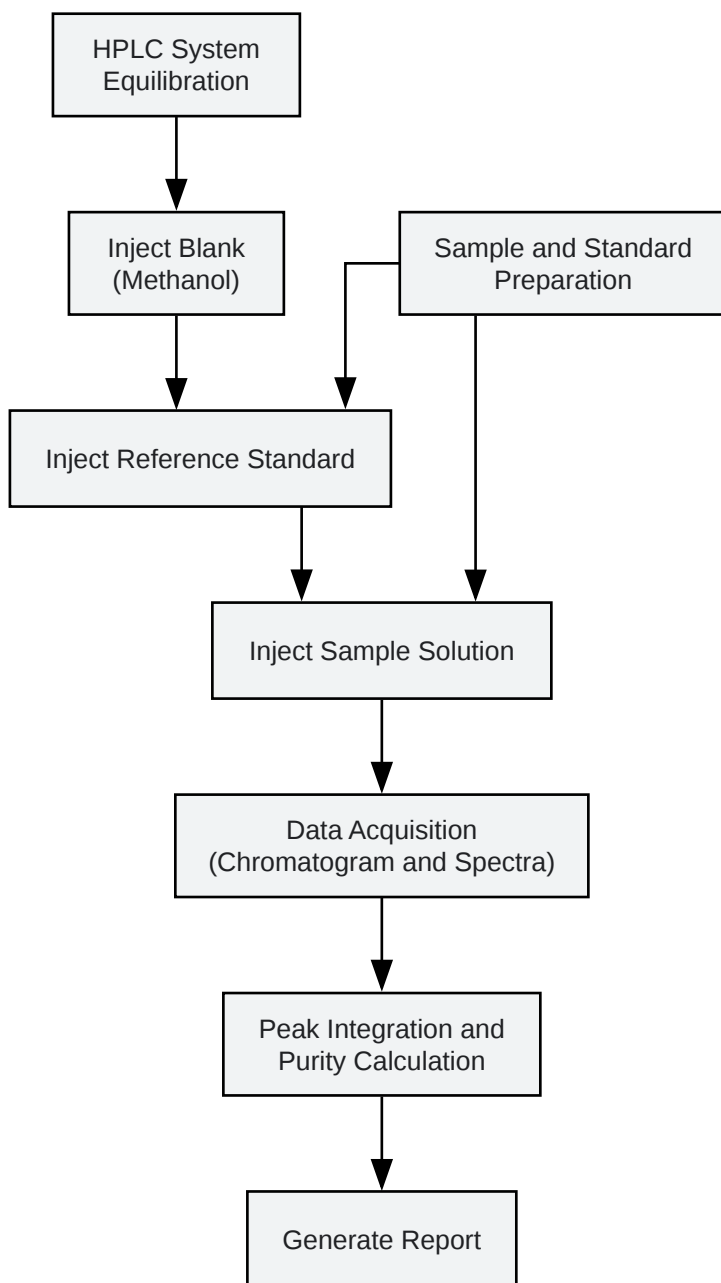 HPLC System
Equilibration
Inject Blank
(Methanol)
Sample and Standard
Preparation
Inject Reference Standard
Inject Sample Solution
Data Acquisition
(Chromatogram and Spectra)
Peak Integration and
Purity Calculation
Generate Report